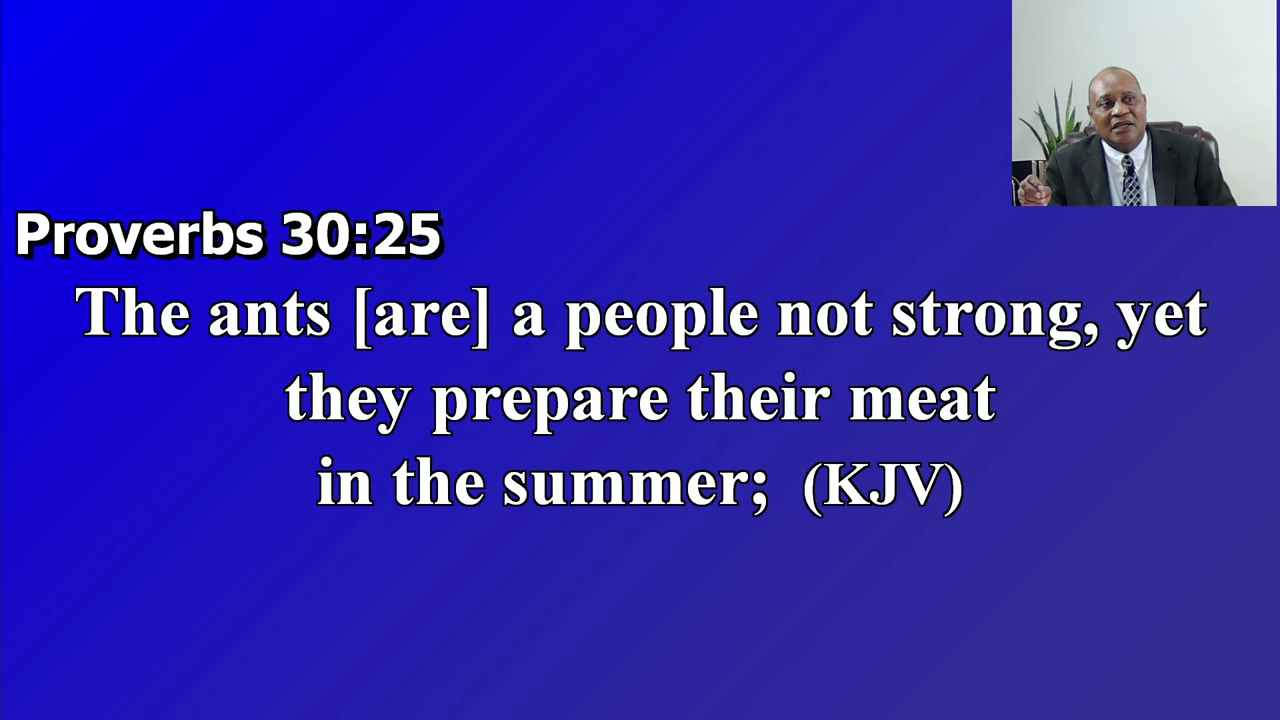 Proverbs 30:25
The ants [are] a people not strong, yet
they prepare their meat
in the summer; (KJV)